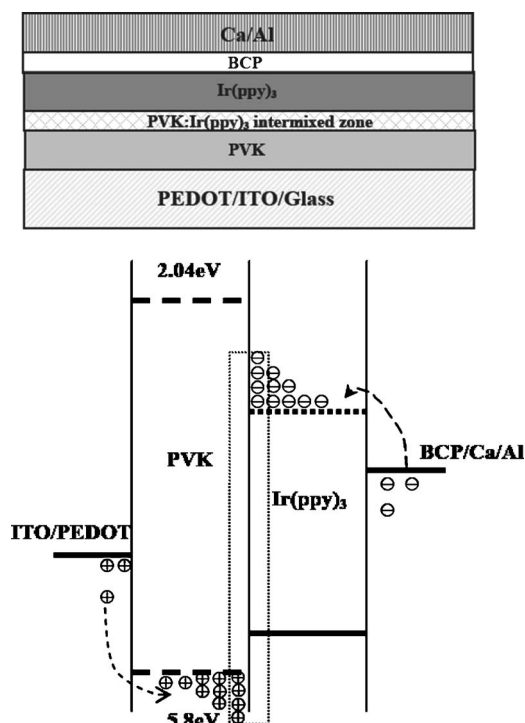 Ca/Al
BCP
Ir(ppy)₃
PVK:Ir(ppy)₃ intermixed zone
PVK
PEDOT/ITO/Glass
2.04eV
PVK
BCP/Ca/Al
Ir(ppy)₃
ITO/PEDOT
5.8eV